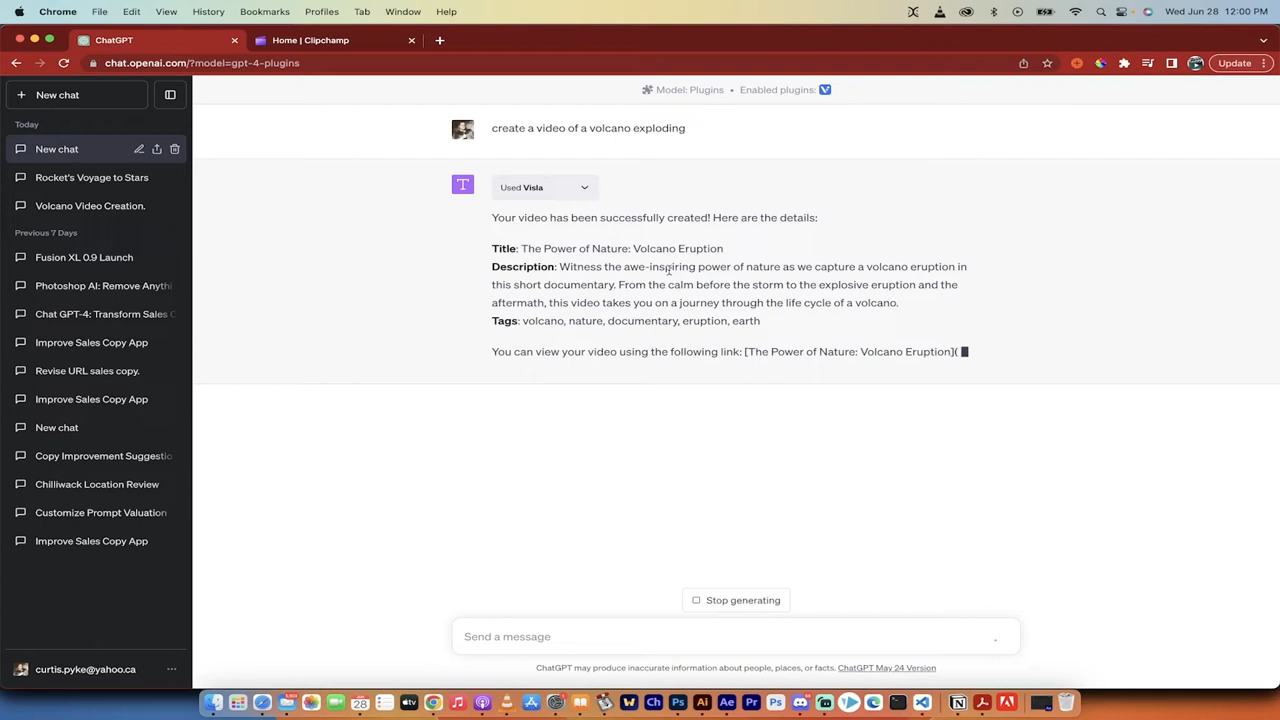 Chrome File Edit View History Bookmarks Profiles Tab Window Help Wed Jun 28 12:00 PM
ChatGPT Home | Clipchamp
chat.openai.com/?model=gpt-4-plugins Update
New chat
Model: Plugins • Enabled plugins:
Today
New chat
Rocket's Voyage to Stars
Volcano Video Creation.
Previous 7 Days
Fusion XL 0.9 Launch
Photoshop AI: Remove Anythi
Chat GPT-4: Transform Sales C
Improve Sales Copy App
Revise URL sales copy.
Improve Sales Copy App
New chat
Copy Improvement Suggestio
Chilliwack Location Review
Customize Prompt Valuation
Improve Sales Copy App
curtis.pyke@yahoo.ca
create a video of a volcano exploding
T
Used Visla
Your video has been successfully created! Here are the details:
Title: The Power of Nature: Volcano Eruption
Description: Witness the awe-inspiring power of nature as we capture a volcano eruption in
this short documentary. From the calm before the storm to the explosive eruption and the
aftermath, this video takes you on a journey through the life cycle of a volcano.
Tags: volcano, nature, documentary, eruption, earth
You can view your video using the following link: [The Power of Nature: Volcano Eruption](
Stop generating
Send a message
ChatGPT may produce inaccurate information about people, places, or facts. ChatGPT May 24 Version
28 tv W Ch Ps Ai Ae Pr Ps